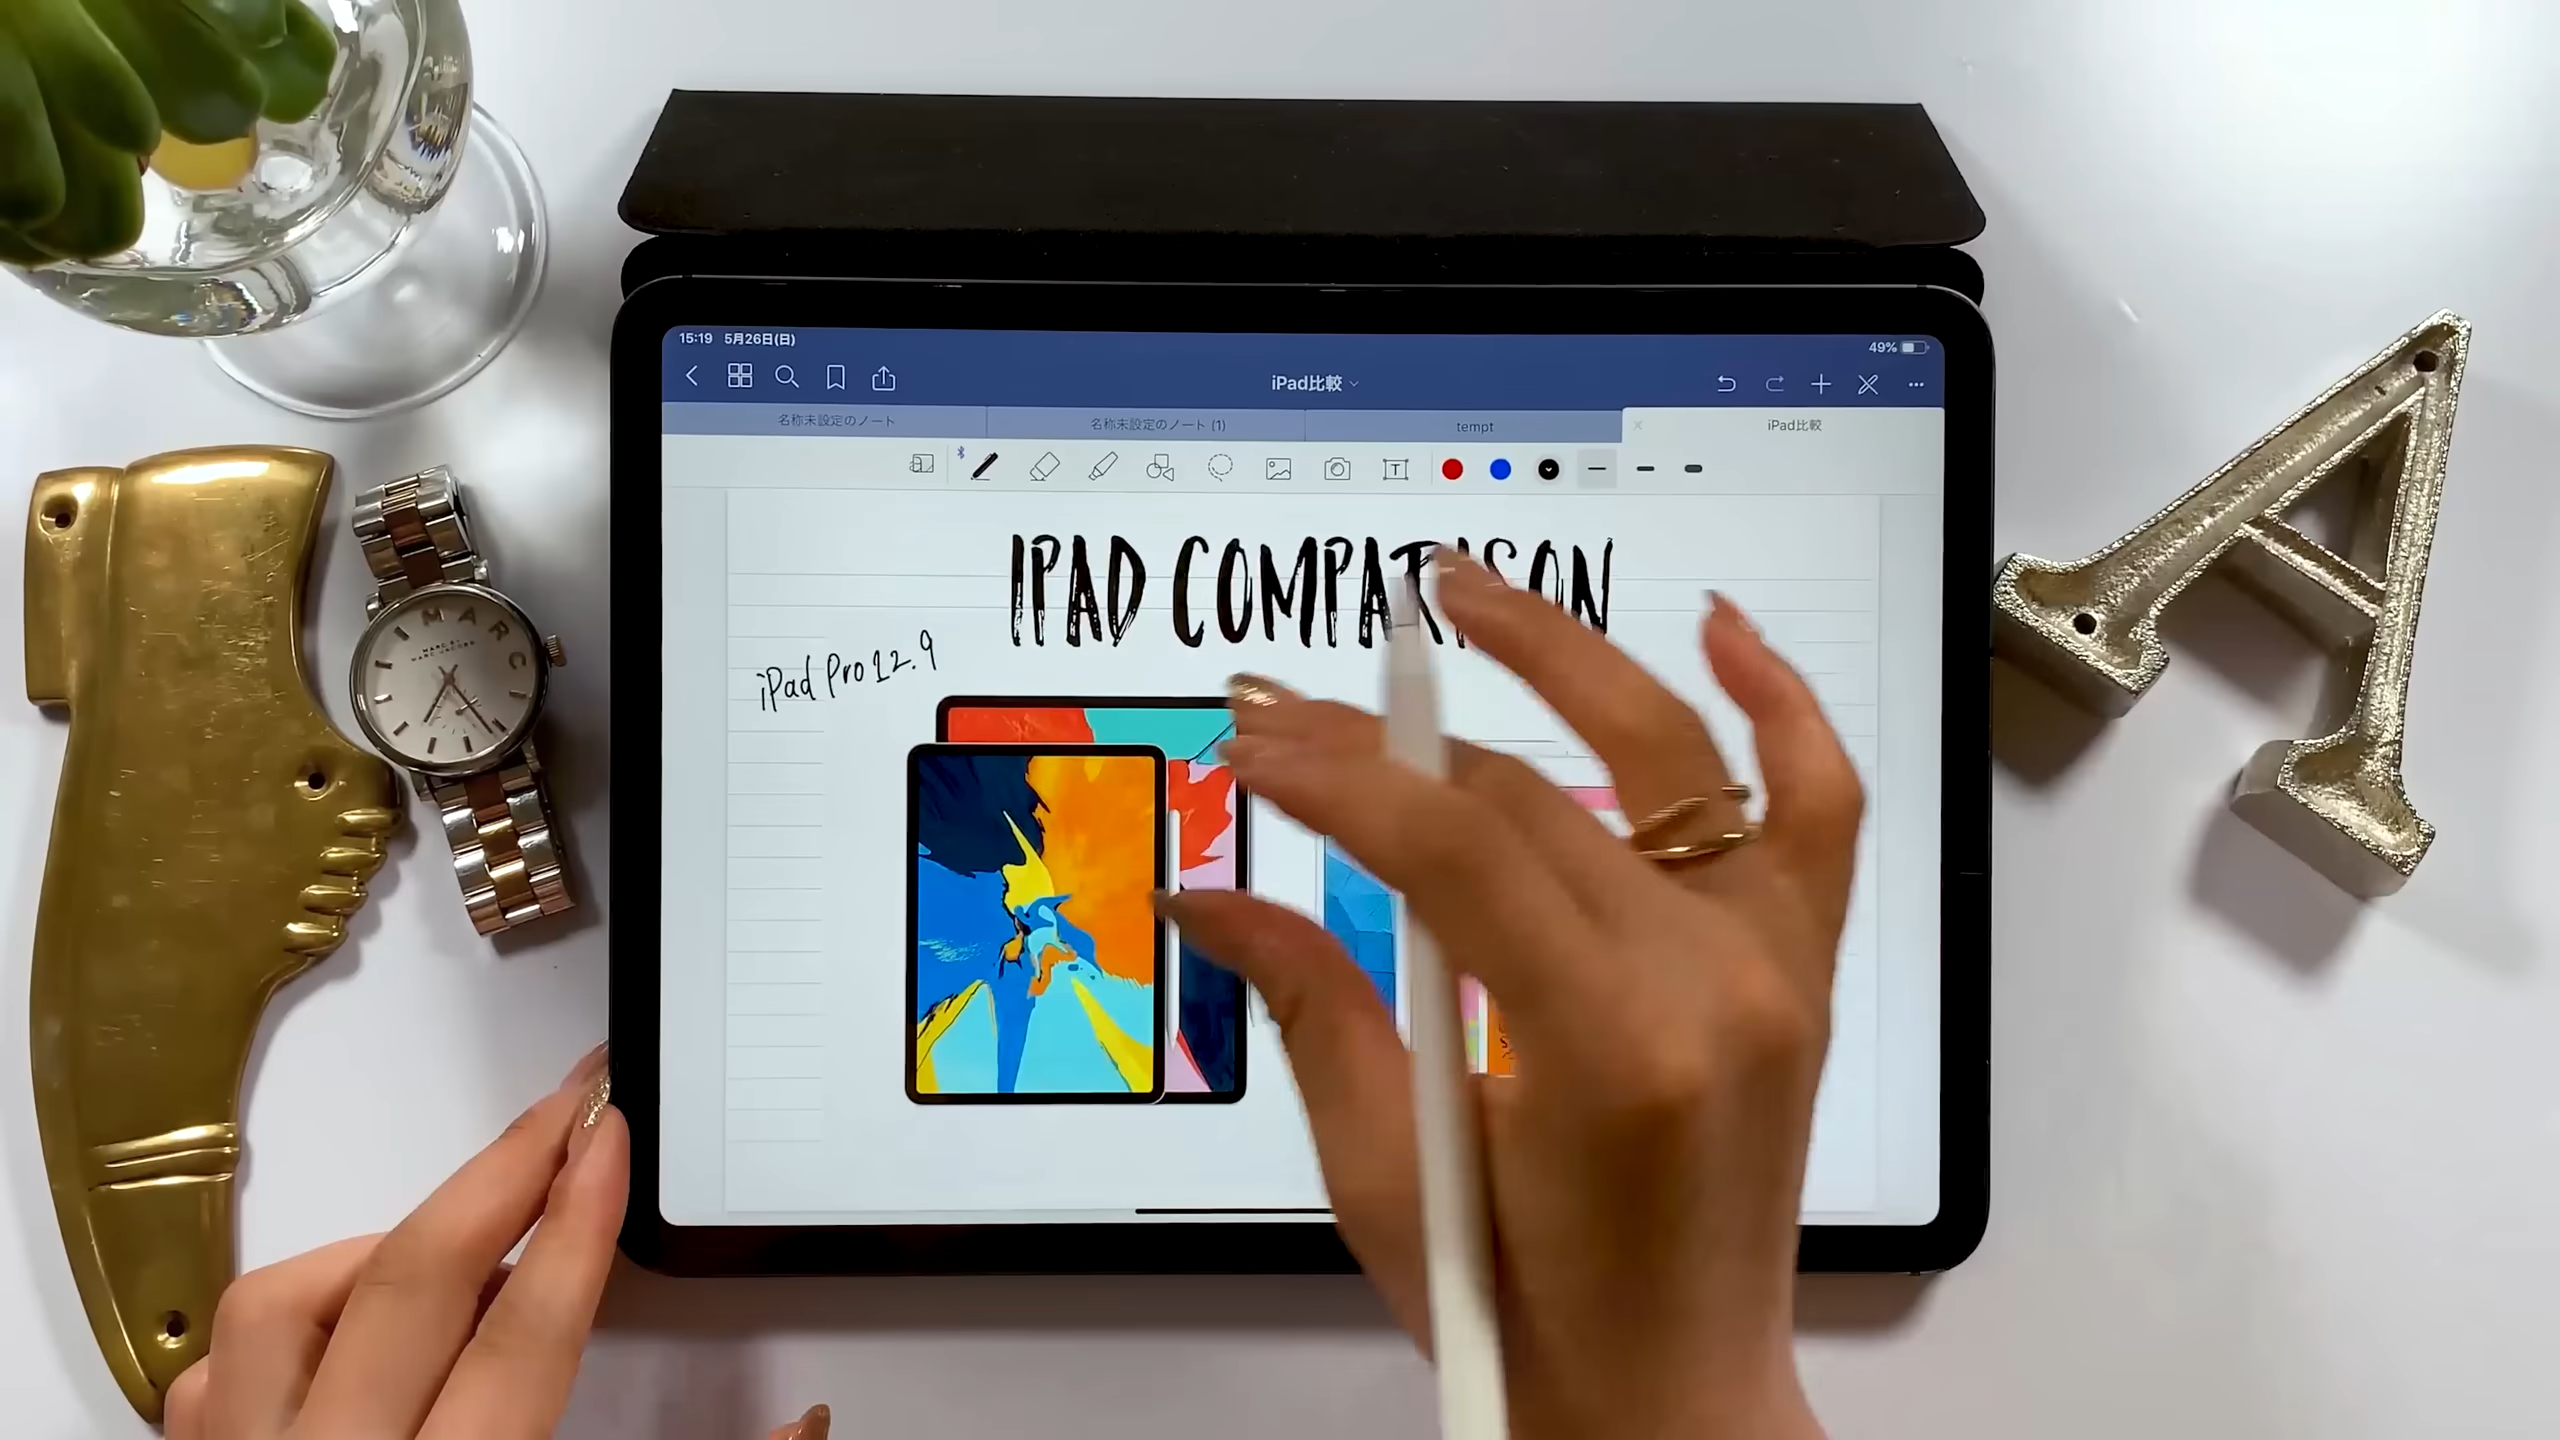 15:19 5月26日(日)
49%
iPad比較
名称未設定のノート
名称未設定のノート (1)
tempt
iPad比較
T
IPAD COMPARISON
iPad Pro 12.9
MARC
MARC BY
MARC JACOBS
A